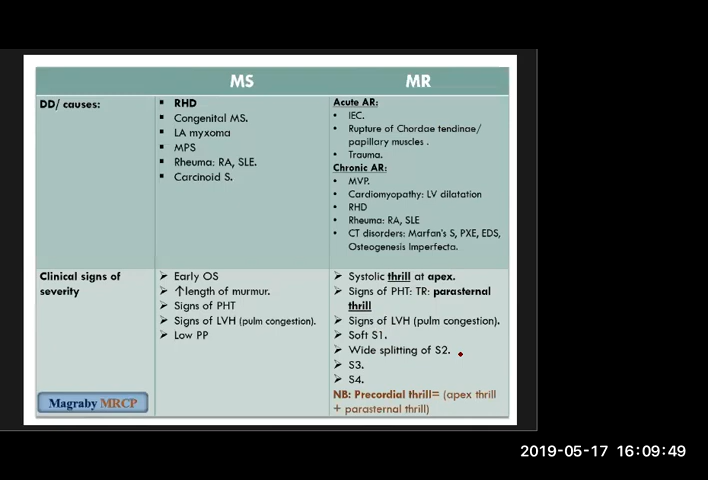 MS MR
DD/ causes:
RHD
Congenital MS.
LA myxoma
MPS
Rheuma: RA, SLE.
Carcinoid S.
Acute AR:
IEC.
Rupture of Chordae tendinae/
papillary muscles .
Trauma.
Chronic AR:
MVP.
Cardiomyopathy: LV dilatation
RHD
Rheuma: RA, SLE
CT disorders: Marfan's S, PXE, EDS,
Osteogenesis Imperfecta.
Clinical signs of
severity
Early OS
↑length of murmur.
Signs of PHT
Signs of LVH (pulm congestion).
Low PP
Systolic thrill at apex.
Signs of PHT: TR: parasternal
thrill
Signs of LVH (pulm congestion).
Soft S1.
Wide splitting of S2.
S3.
S4.
NB: Precordial thrill= (apex thrill
+ parasternal thrill)
Magraby MRCP
2019-05-17 16:09:49